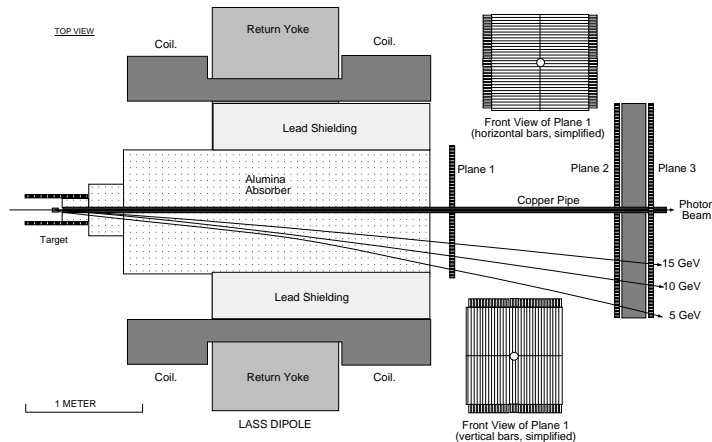 TOP VIEW
Coil.
Return Yoke
Coil.
Lead Shielding
Front View of Plane 1
(horizontal bars, simplified)
Alumina
Absorber
Plane 1
Plane 2
Plane 3
Copper Pipe
Photon
Beam
Target
15 GeV
10 GeV
5 GeV
Lead Shielding
Coil.
Return Yoke
Coil.
1 METER
LASS DIPOLE
Front View of Plane 1
(vertical bars, simplified)